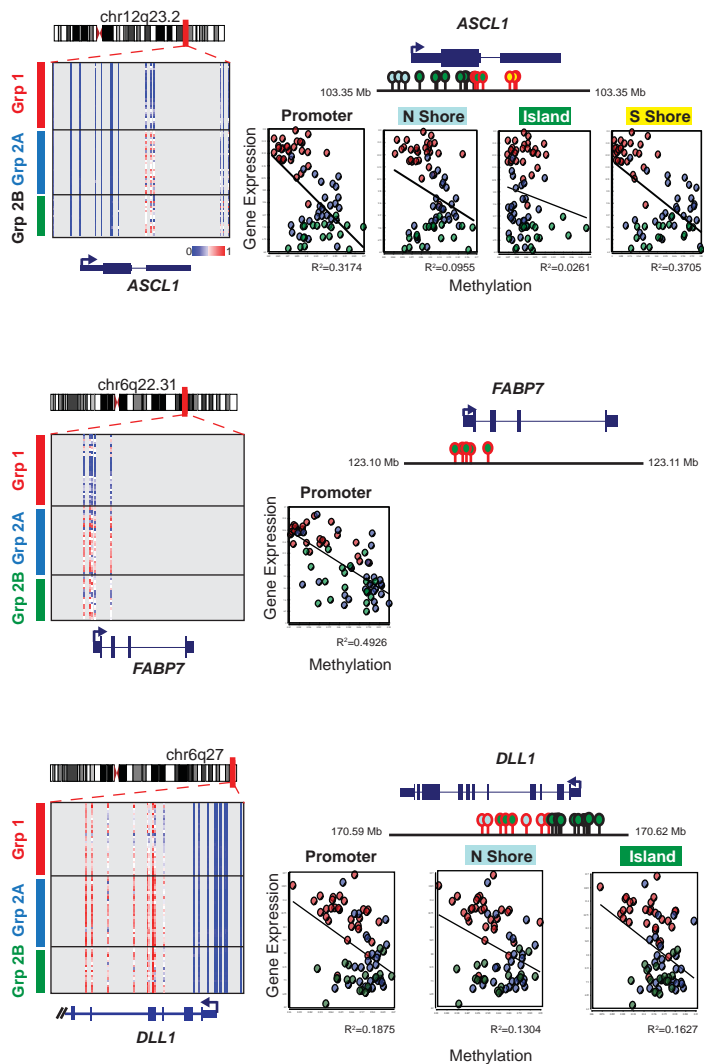 chr12q23.2
Grp 1
Grp 2A
Grp 2B
0 1
ASCL1
ASCL1
103.35 Mb 103.35 Mb
Promoter N Shore Island S Shore
Gene Expression
R²=0.3174 R²=0.0955 R²=0.0261 R²=0.3705
Methylation
chr6q22.31
Grp 1
Grp 2A
Grp 2B
FABP7
FABP7
123.10 Mb 123.11 Mb
Promoter
Gene Expression
R²=0.4926
Methylation
chr6q27
Grp 1
Grp 2A
Grp 2B
DLL1
DLL1
170.59 Mb 170.62 Mb
Promoter N Shore Island
Gene Expression
R²=0.1875 R²=0.1304 R²=0.1627
Methylation